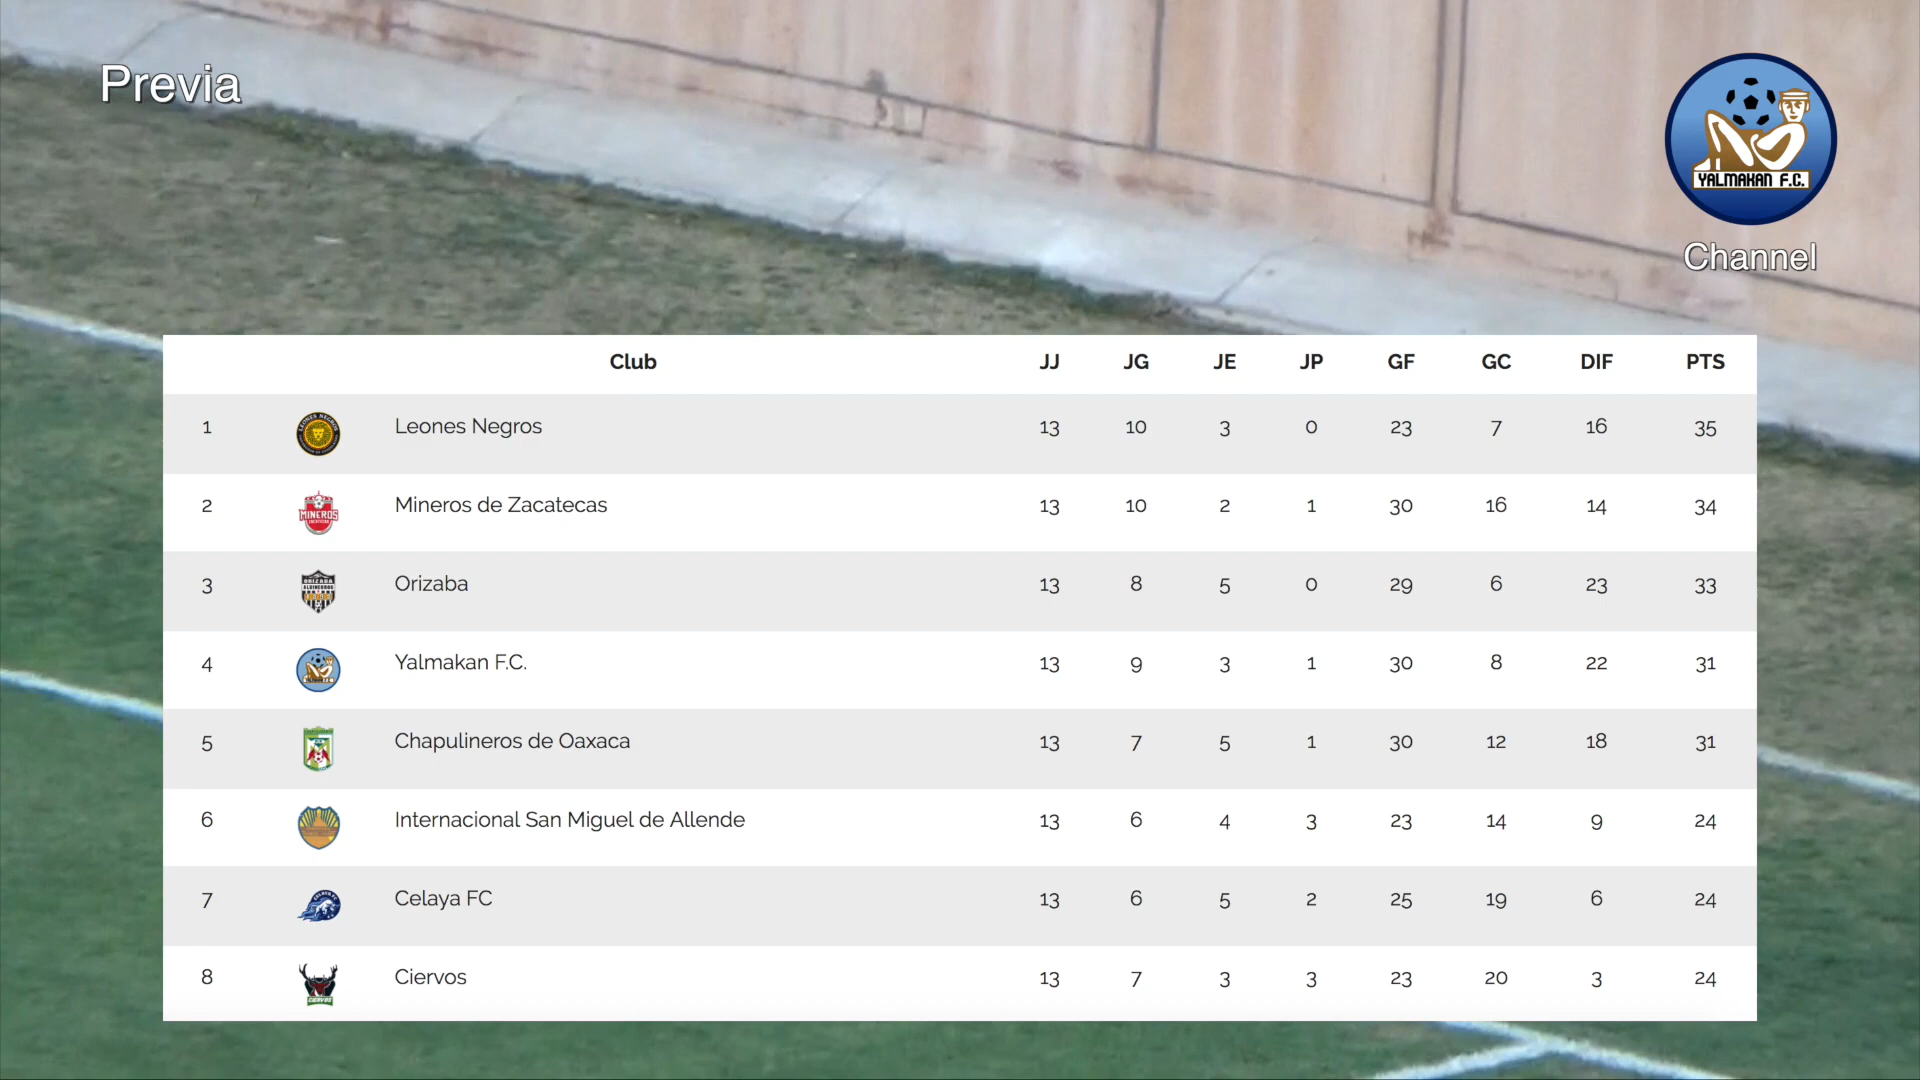 Previa
YALMAKAN F.C.
Channel
Club JJ JG JE JP GF GC DIF PTS
1 Leones Negros 13 10 3 0 23 7 16 35
2 Mineros de Zacatecas 13 10 2 1 30 16 14 34
3 Orizaba 13 8 5 0 29 6 23 33
4 Yalmakan F.C. 13 9 3 1 30 8 22 31
5 Chapulineros de Oaxaca 13 7 5 1 30 12 18 31
6 Internacional San Miguel de Allende 13 6 4 3 23 14 9 24
7 Celaya FC 13 6 5 2 25 19 6 24
8 Ciervos 13 7 3 3 23 20 3 24